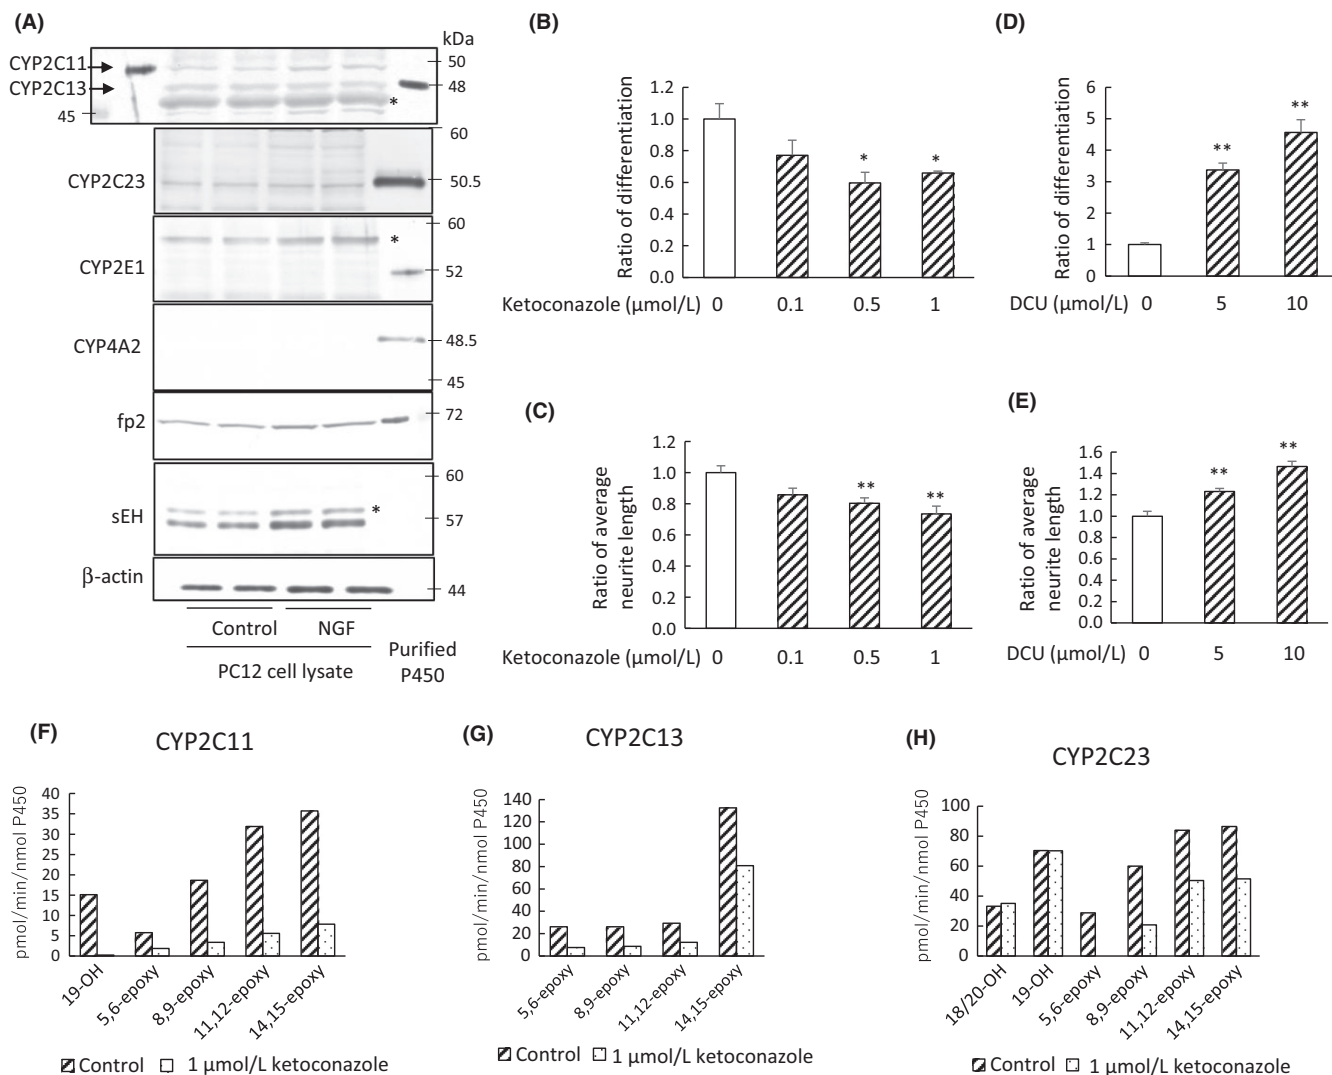 (A)
kDa
CYP2C11
50
CYP2C13
48
*
45
60
CYP2C23
50.5
60
*
CYP2E1
52
CYP4A2
48.5
45
fp2
72
60
*
sEH
57
β-actin
44
Control NGF
PC12 cell lysate
Purified
P450
(B)
Ratio of differentiation
1.2
1.0
0.8
0.6
0.4
0.2
0.0
* *
Ketoconazole (μmol/L) 0 0.1 0.5 1
(D)
Ratio of differentiation
7
6
5
4
3
2
1
0
** **
DCU (μmol/L) 0 5 10
(C)
Ratio of average
neurite length
1.2
1.0
0.8
0.6
0.4
0.2
0.0
** **
Ketoconazole (μmol/L) 0 0.1 0.5 1
(E)
Ratio of average
neurite length
1.6
1.4
1.2
1.0
0.8
0.6
0.4
0.2
0.0
** **
DCU (μmol/L) 0 5 10
(F)
CYP2C11
pmol/min/nmol P450
40
35
30
25
20
15
10
5
0
19-OH 5,6-epoxy 8,9-epoxy 11,12-epoxy 14,15-epoxy
Control 1 μmol/L ketoconazole
(G)
CYP2C13
pmol/min/nmol P450
140
120
100
80
60
40
20
0
5,6-epoxy 8,9-epoxy 11,12-epoxy 14,15-epoxy
Control 1 μmol/L ketoconazole
(H)
CYP2C23
pmol/min/nmol P450
100
80
60
40
20
0
18/20-OH 19-OH 5,6-epoxy 8,9-epoxy 11,12-epoxy 14,15-epoxy
Control 1 μmol/L ketoconazole